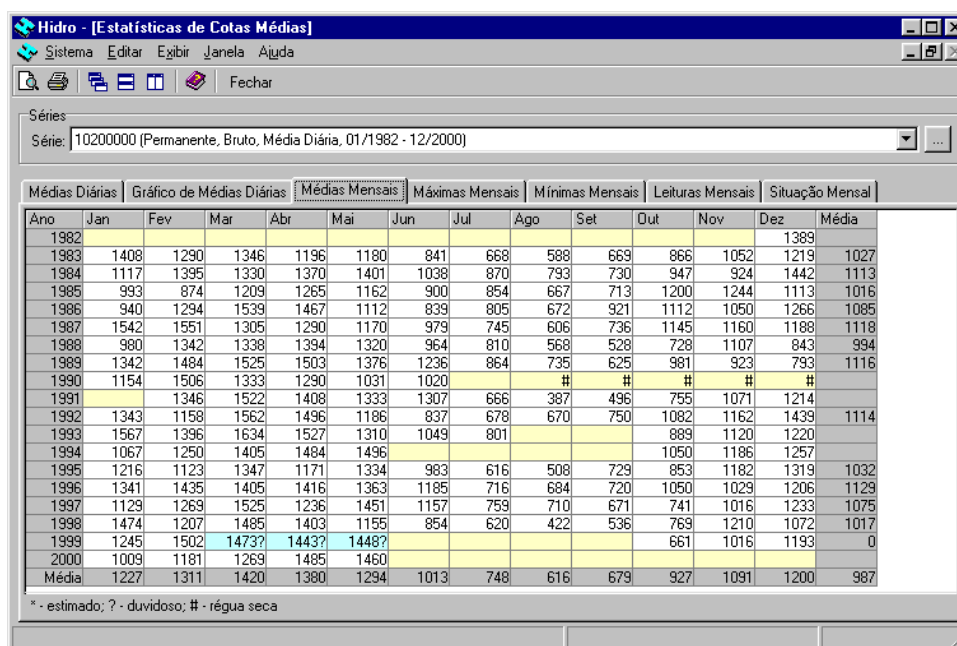 Hidro - [Estatísticas de Cotas Médias]
Sistema Editar Exibir Janela Ajuda
Fechar
Séries
Série: 10200000 (Permanente, Bruto, Média Diária, 01/1982 - 12/2000) ...
Médias Diárias Gráfico de Médias Diárias Médias Mensais Máximas Mensais Mínimas Mensais Leituras Mensais Situação Mensal
Ano Jan Fev Mar Abr Mai Jun Jul Ago Set Out Nov Dez Média
1982 1389
1983 1408 1290 1346 1196 1180 841 668 588 669 866 1052 1219 1027
1984 1117 1395 1330 1370 1401 1038 870 793 730 947 924 1442 1113
1985 993 874 1209 1265 1162 900 854 667 713 1200 1244 1113 1016
1986 940 1294 1539 1467 1112 839 805 672 921 1112 1050 1266 1085
1987 1542 1551 1305 1290 1170 979 745 606 736 1145 1160 1188 1118
1988 980 1342 1338 1394 1320 964 810 568 528 728 1107 843 994
1989 1342 1484 1525 1503 1376 1236 864 735 625 981 923 793 1116
1990 1154 1506 1333 1290 1031 1020 # # # # #
1991 1346 1522 1408 1333 1307 666 387 496 755 1071 1214
1992 1343 1158 1562 1496 1186 837 678 670 750 1082 1162 1439 1114
1993 1567 1396 1634 1527 1310 1049 801 889 1120 1220
1994 1067 1250 1405 1484 1496 1050 1186 1257
1995 1216 1123 1347 1171 1334 983 616 508 729 853 1182 1319 1032
1996 1341 1435 1405 1416 1363 1185 716 684 720 1050 1029 1206 1129
1997 1129 1269 1525 1236 1451 1157 759 710 671 741 1016 1233 1075
1998 1474 1207 1485 1403 1155 854 620 422 536 769 1210 1072 1017
1999 1245 1502 1473? 1443? 1448? 661 1016 1193 0
2000 1009 1181 1269 1485 1460
Média 1227 1311 1420 1380 1294 1013 748 616 679 927 1091 1200 987
* - estimado; ? - duvidoso; # - régua seca